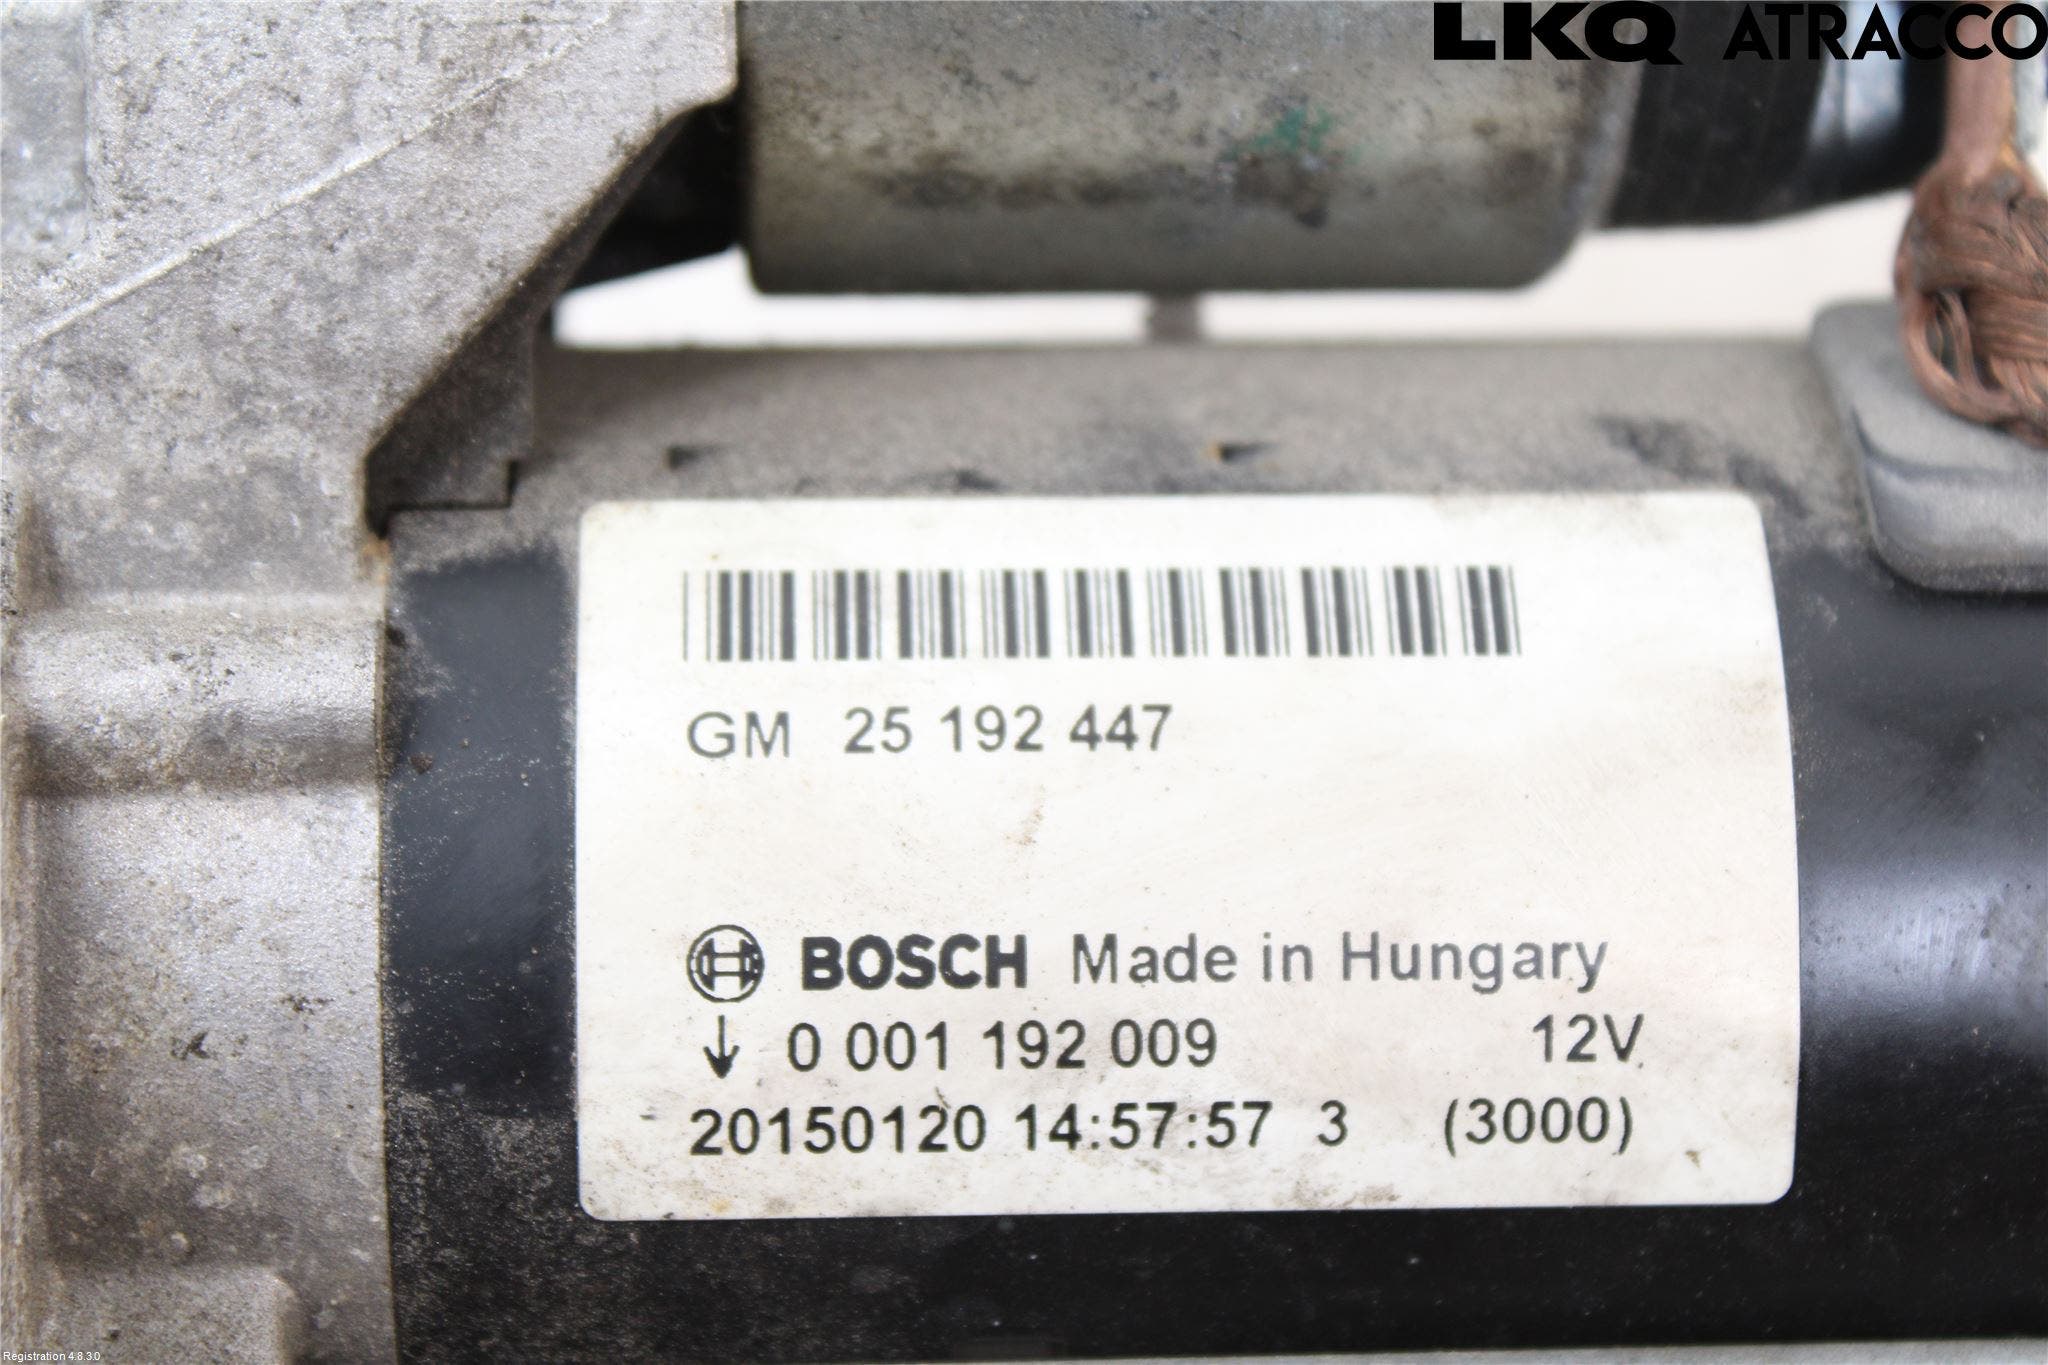 LKQ ATRACCO
GM 25 192 447
BOSCH Made in Hungary
↓ 0 001 192 009 12V
20150120 14:57:57 3 (3000)
Registration 4.8.3.0